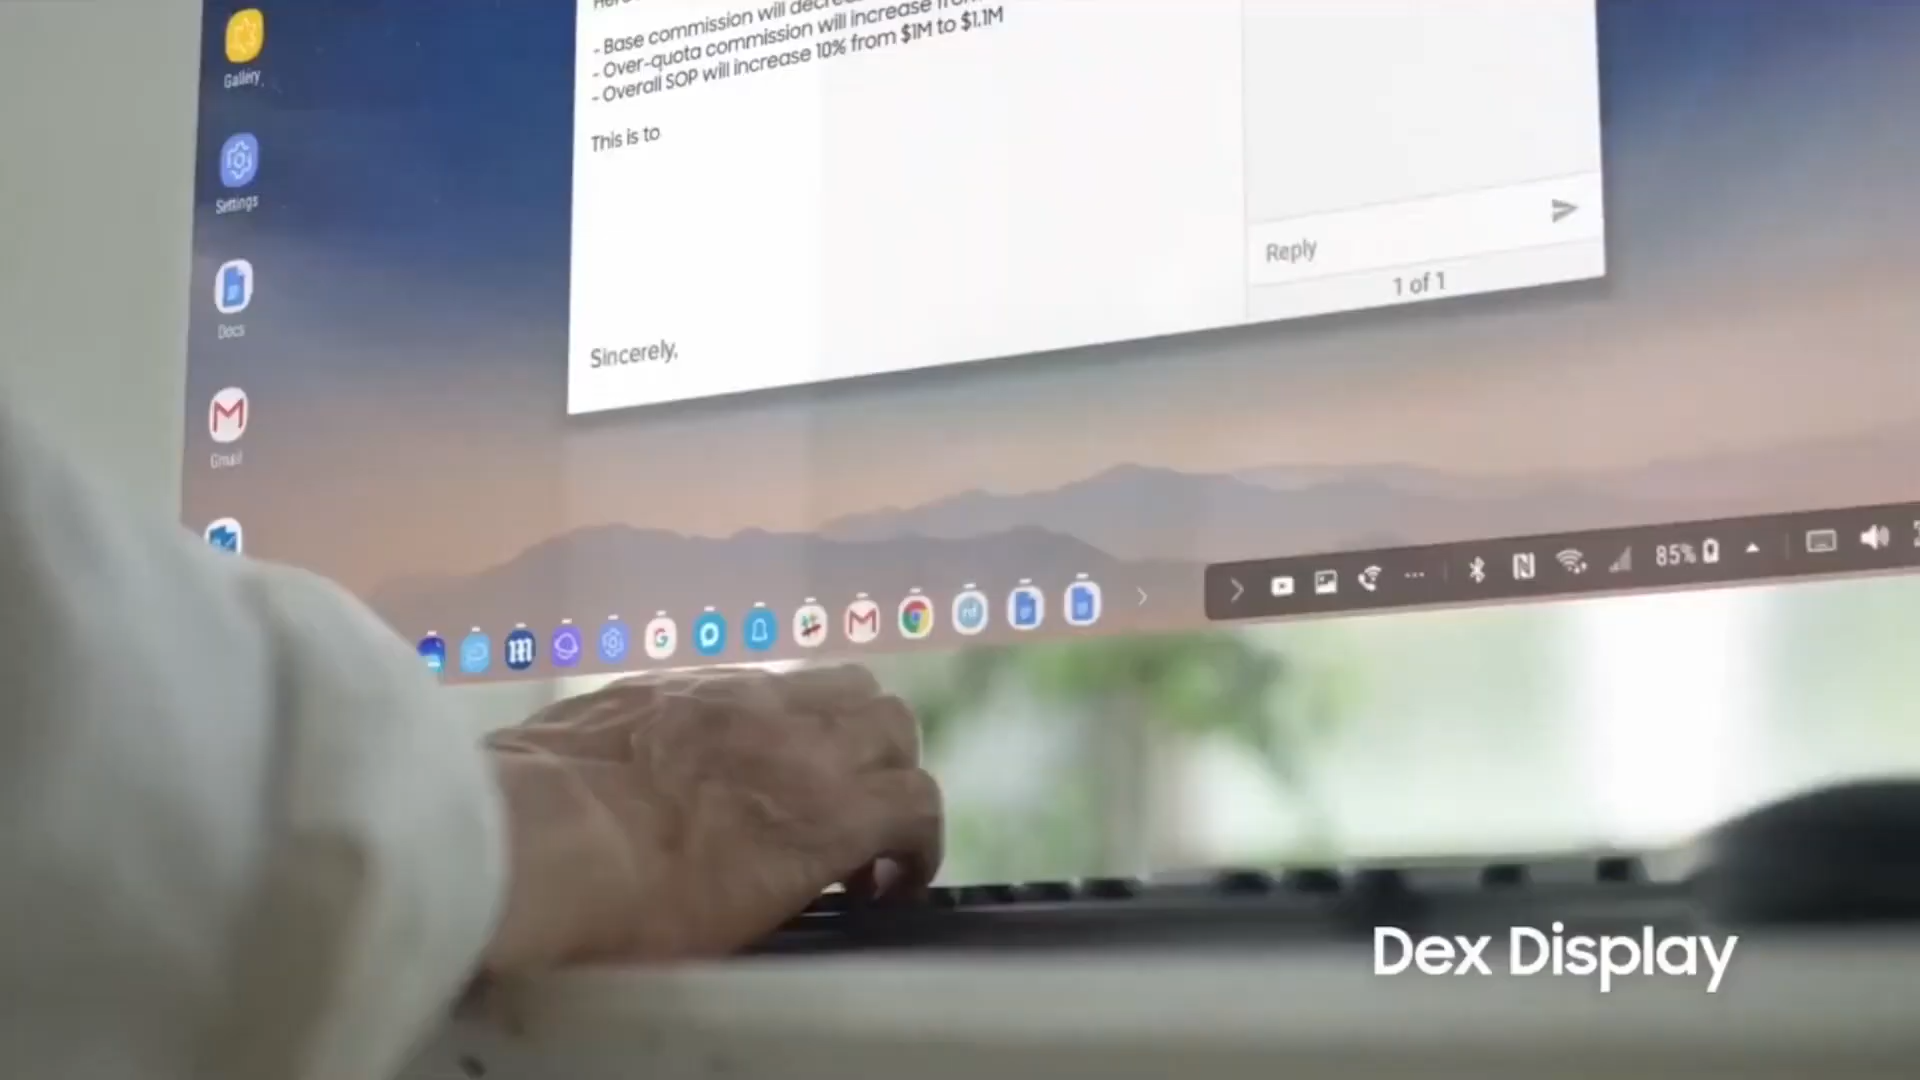 - Base commission will
- Over-quota commission will increase
- Overall SOP will increase 10% from $1M to $1.1M
This is to
Sincerely,
Reply
1 of 1
Gallery
Settings
Docs
Gmail
85%
Dex Display